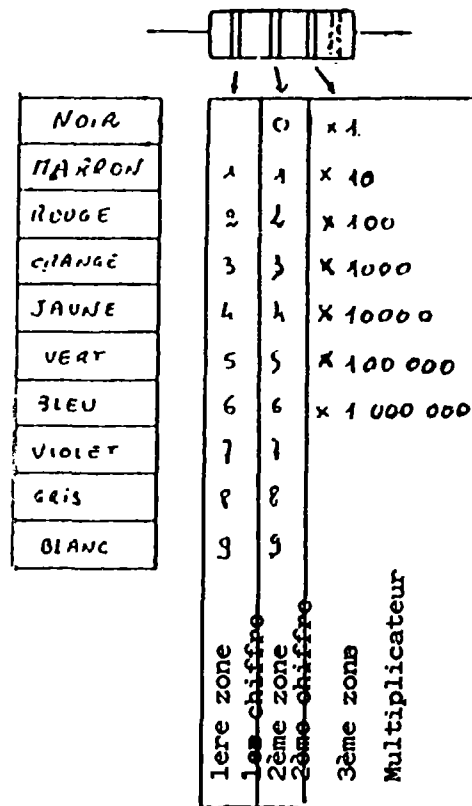 NOIR 0 x 1.
MARRON 1 1 x 10
ROUGE 2 2 x 100
ORANGE 3 3 x 1000
JAUNE 4 4 x 10000
VERT 5 5 x 100 000
BLEU 6 6 x 1 000 000
VIOLET 7 7
GRIS 8 8
BLANC 9 9
1ere zone
1er chiffre
2ème zone
2ème chiffre
3ème zone
Multiplicateur